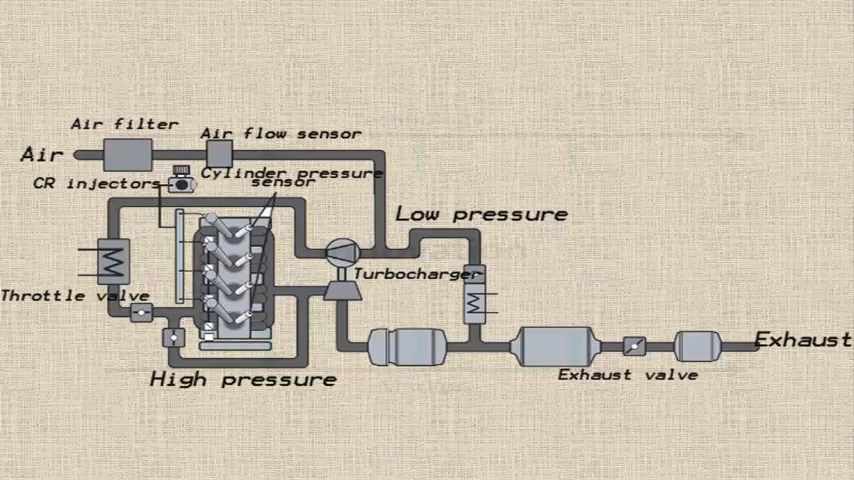 Air filter
Air flow sensor
Air
Cylinder pressure
sensor
CR injectors
Low pressure
Turbocharger
Throttle valve
Exhaust
High pressure
Exhaust valve